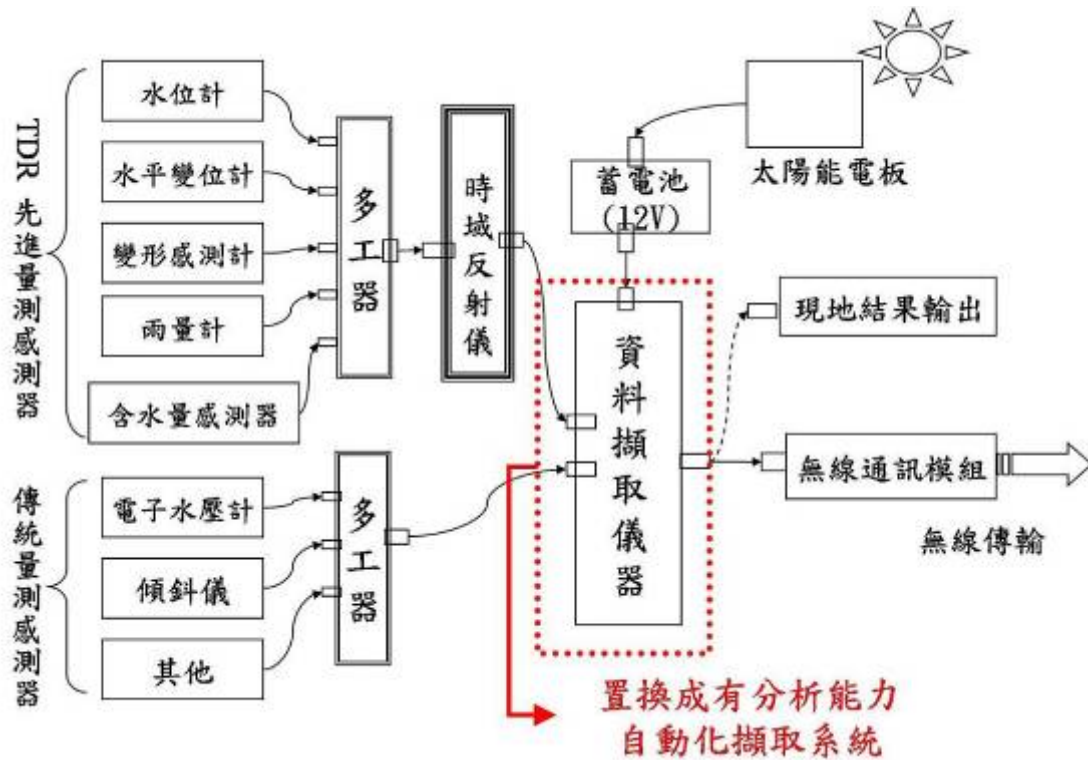 TDR 先進量測感測器
水位計
水平變位計
變形感測計
雨量計
含水量感測器
多工器
時域反射儀
蓄電池
(12V)
太陽能電板
傳統量測感測器
電子水壓計
傾斜儀
其他
多工器
資料擷取儀器
現地結果輸出
無線通訊模組
無線傳輸
置換成有分析能力
自動化擷取系統